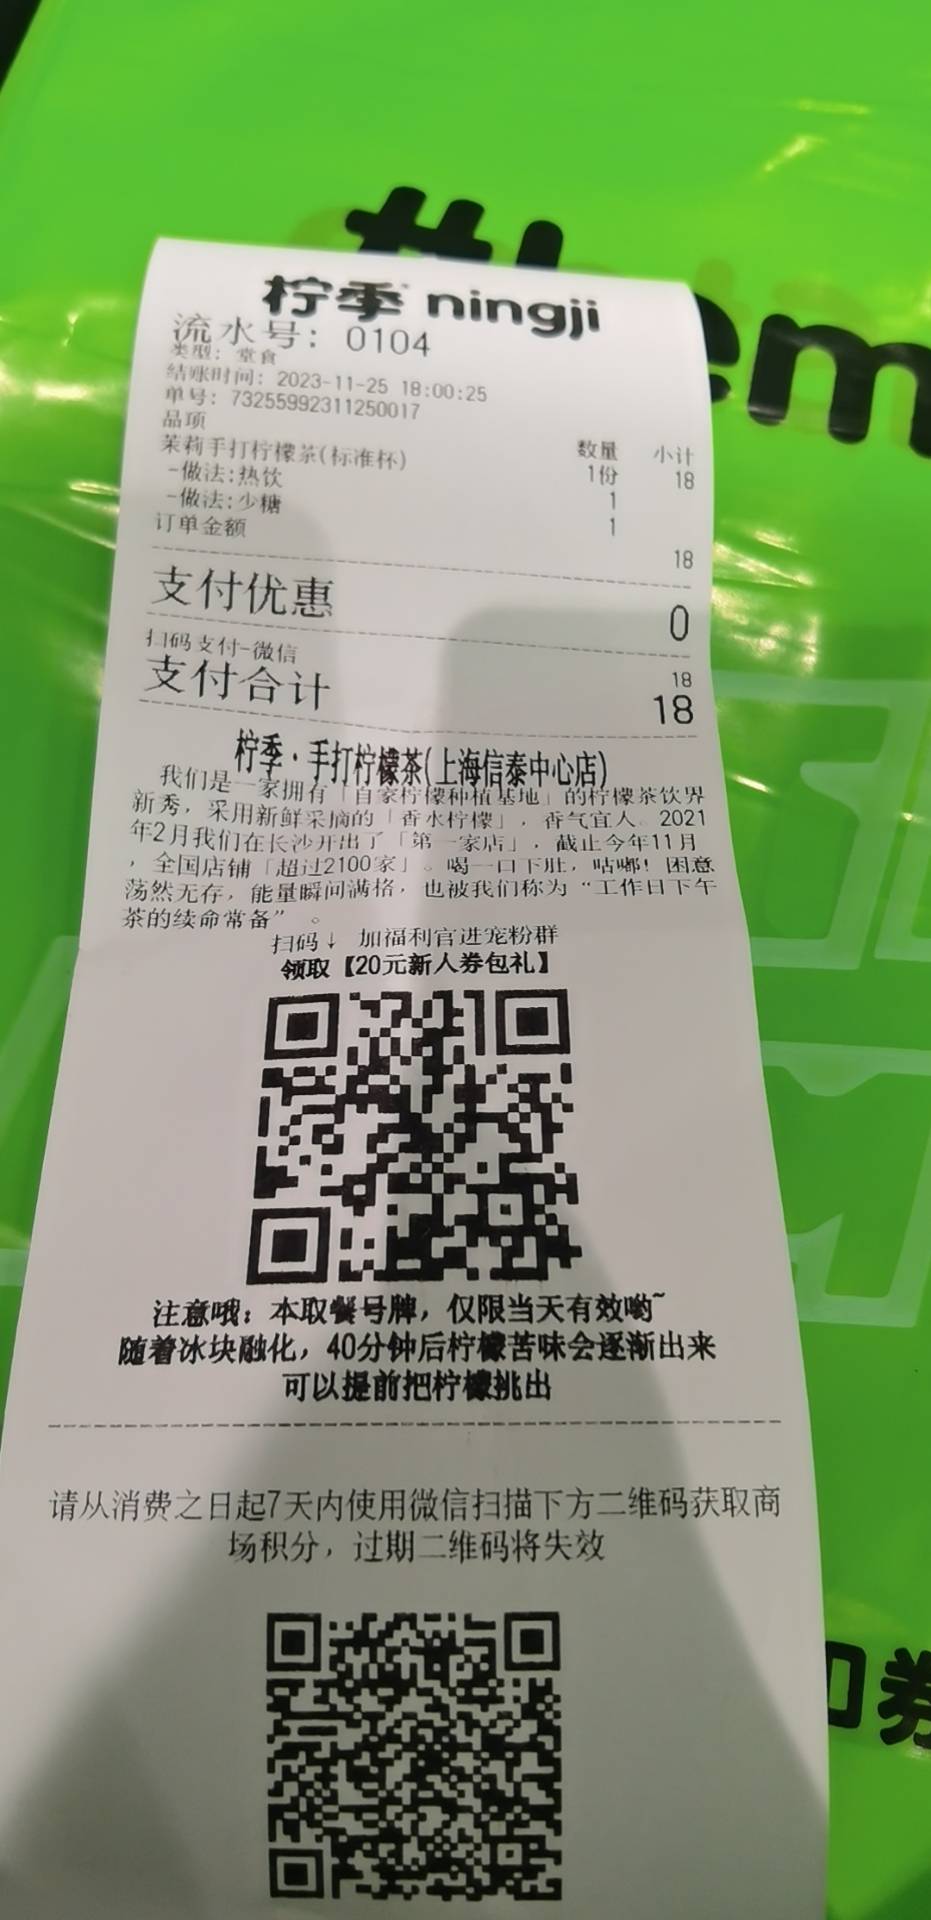 柠季 ningji
流水号: 0104
类型: 堂食
结账时间: 2023-11-25 18:00:25
单号: 73255992311250017
品项 数量 小计
茉莉手打柠檬茶(标准杯) 1份 18
-做法:热饮 1
-做法:少糖 1
订单金额 18
支付优惠 0
扫码支付-微信 18
支付合计 18
柠季·手打柠檬茶(上海信泰中心店)
我们是一家拥有「自家柠檬种植基地」的柠檬茶饮界
新秀，采用新鲜采摘的「香水柠檬」，香气宜人。2021
年2月我们在长沙开出了「第一家店」，截止今年11月
，全国店铺「超过2100家」。喝一口下肚，咕嘟！困意
荡然无存，能量瞬间满格，也被我们称为“工作日下午
茶的续命常备”。
扫码↓ 加福利官进宠粉群
领取【20元新人券包礼】
注意哦：本取餐号牌，仅限当天有效哟~
随着冰块融化，40分钟后柠檬苦味会逐渐出来
可以提前把柠檬挑出
请从消费之日起7天内使用微信扫描下方二维码获取商
场积分，过期二维码将失效
em
券